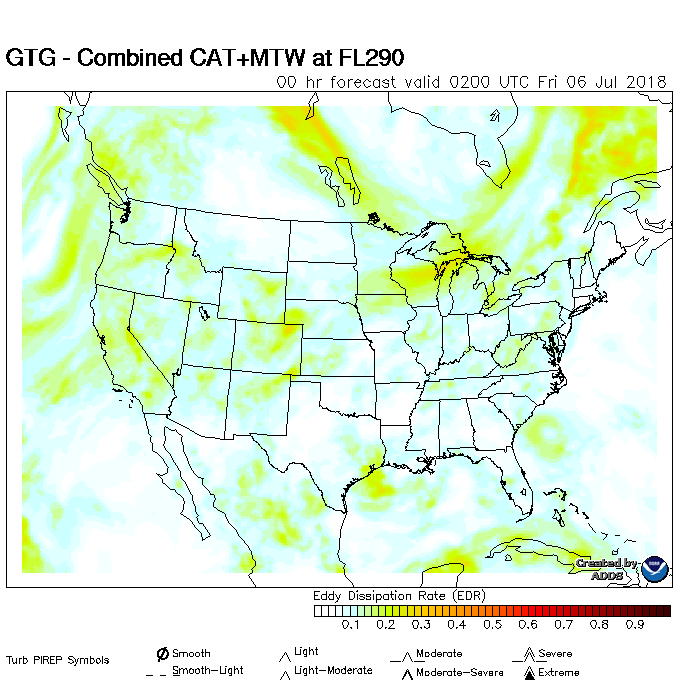 GTG - Combined CAT+MTW at FL290
00 hr forecast valid 0200 UTC Fri 06 Jul 2018
Created by
ADDS
Eddy Dissipation Rate (EDR)
0.1 0.2 0.3 0.4 0.5 0.6 0.7 0.8 0.9
Turb PIREP Symbols
Smooth Light Moderate Severe
Smooth-Light Light-Moderate Moderate-Severe Extreme